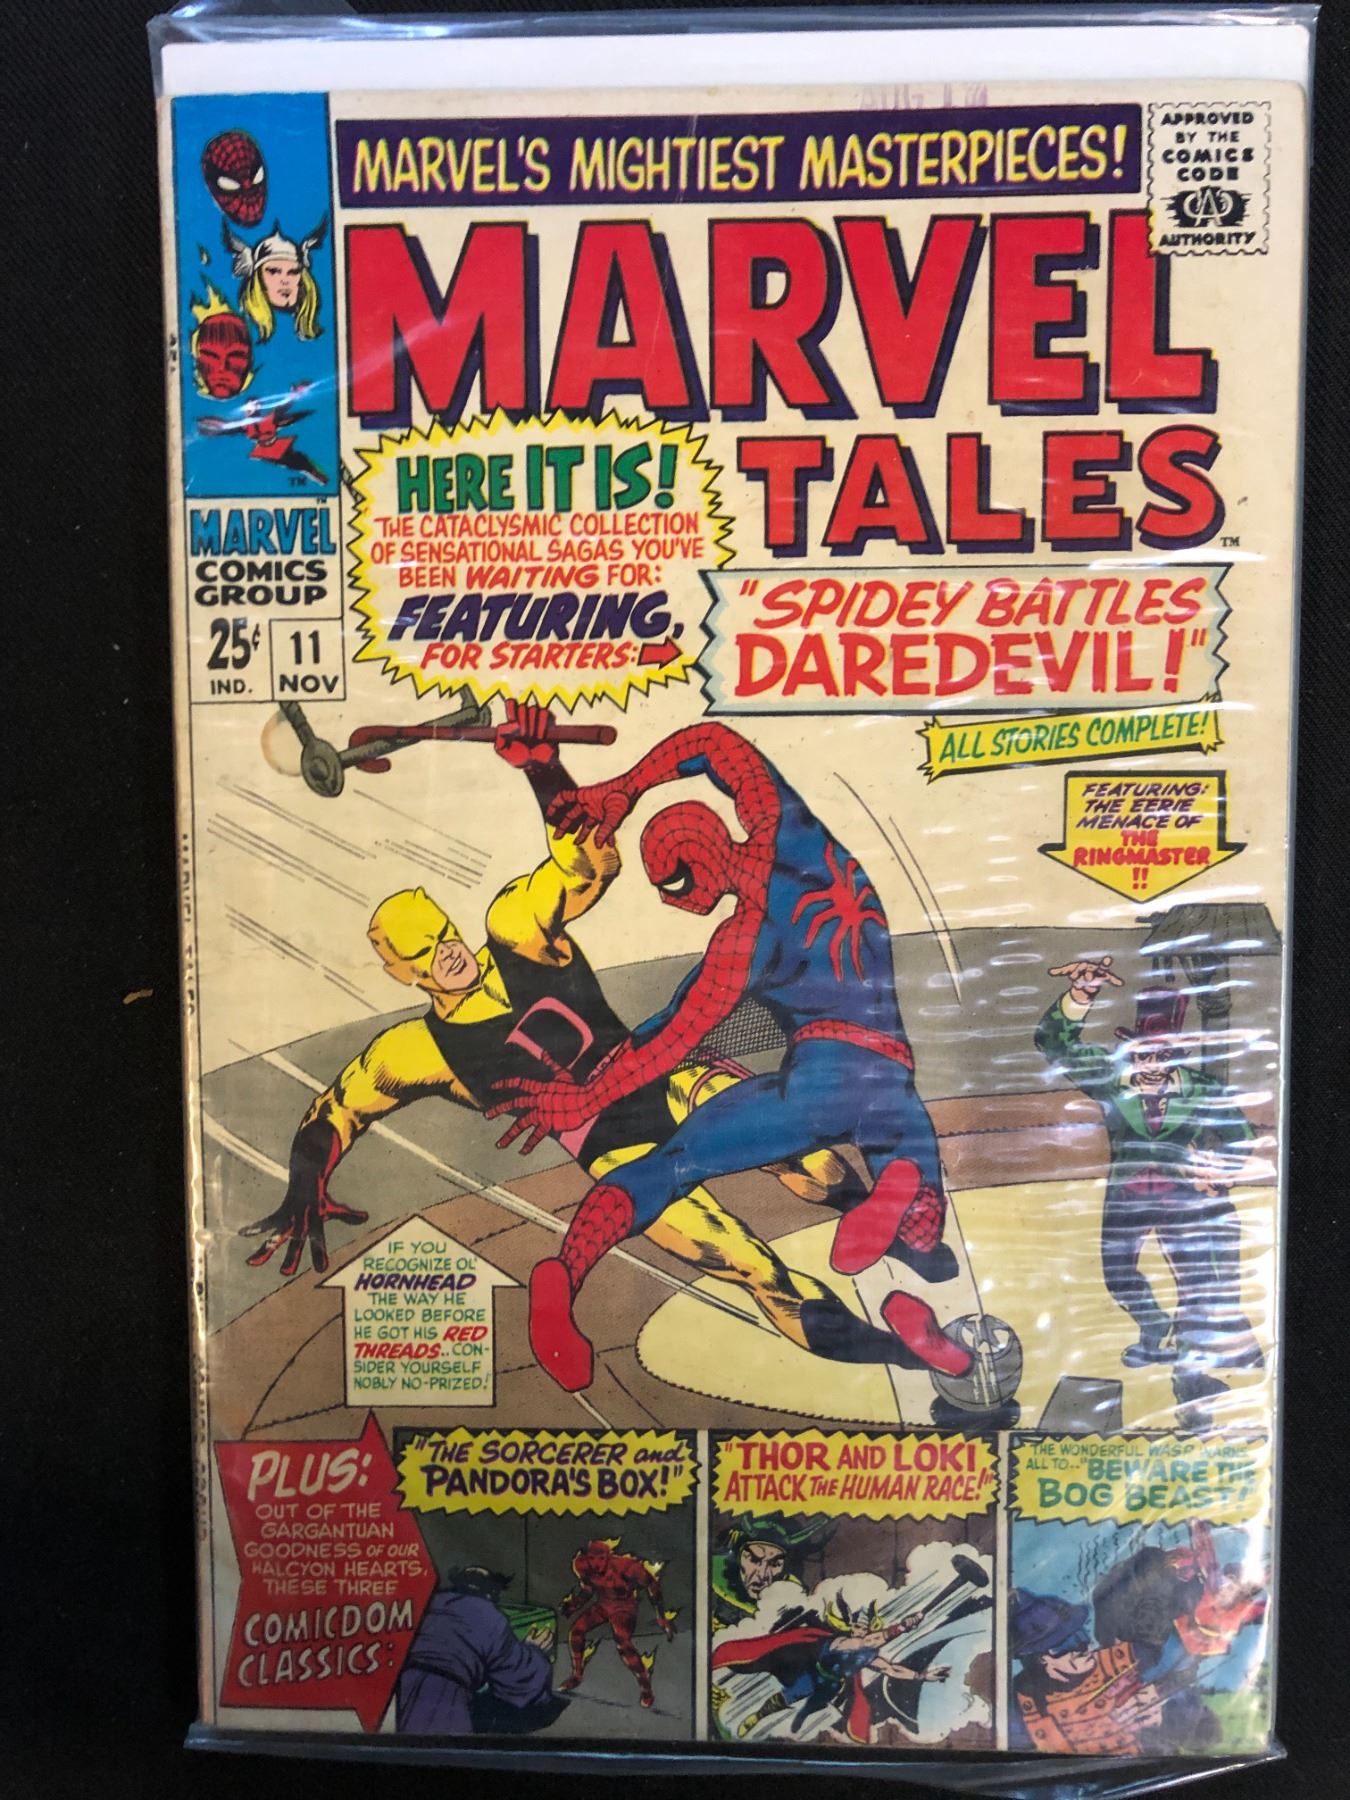 AUG
MARVEL'S MIGHTIEST MASTERPIECES!
APPROVED
BY THE
COMICS
CODE
CA
AUTHORITY
MARVEL
TALES
TM
TM
TM
MARVEL
COMICS
GROUP
25¢
IND.
11
NOV
HERE IT IS!
THE CATACLYSMIC COLLECTION
OF SENSATIONAL SAGAS YOU'VE
BEEN WAITING FOR:
FEATURING,
FOR STARTERS:
"SPIDEY BATTLES
DAREDEVIL!"
ALL STORIES COMPLETE!
FEATURING:
THE EERIE
MENACE OF
THE
RINGMASTER
!!
D
IF YOU
RECOGNIZE OL'
HORNHEAD
THE WAY HE
LOOKED BEFORE
HE GOT HIS RED
THREADS..CON-
SIDER YOURSELF
NOBLY NO-PRIZED!
PLUS:
OUT OF THE
GARGANTUAN
GOODNESS OF OUR
HALCYON HEARTS,
THESE THREE
COMICDOM
CLASSICS:
"THE SORCERER and
PANDORA'S BOX!"
"THOR AND LOKI
ATTACK THE HUMAN RACE!"
THE WONDERFUL WASP WARNS
ALL TO.."BEWARE THE
BOG BEAST!"
MARVEL TALES